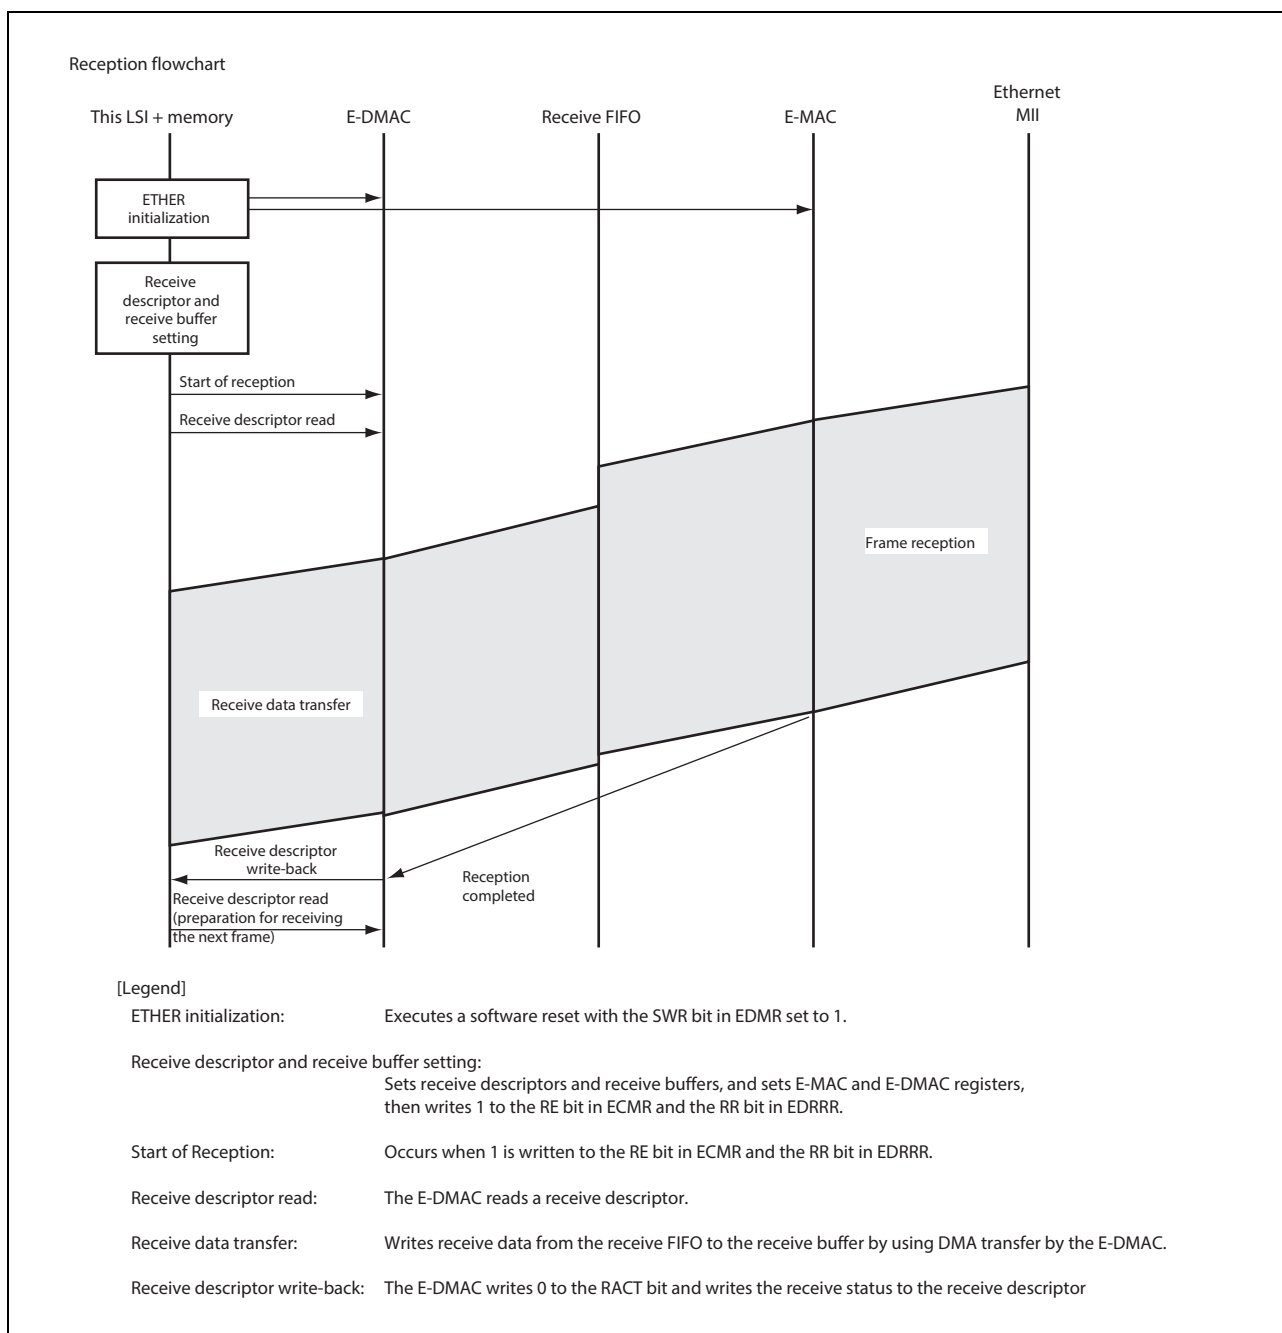 Reception flowchart
Ethernet
MII
This LSI + memory
E-DMAC
Receive FIFO
E-MAC
ETHER
initialization
Receive
descriptor and
receive buffer
setting
Start of reception
Receive descriptor read
Frame reception
Receive data transfer
Receive descriptor
write-back
Reception
completed
Receive descriptor read
(preparation for receiving
the next frame)
[Legend]
ETHER initialization: Executes a software reset with the SWR bit in EDMR set to 1.
Receive descriptor and receive buffer setting:
Sets receive descriptors and receive buffers, and sets E-MAC and E-DMAC registers,
then writes 1 to the RE bit in ECMR and the RR bit in EDRRR.
Start of Reception: Occurs when 1 is written to the RE bit in ECMR and the RR bit in EDRRR.
Receive descriptor read: The E-DMAC reads a receive descriptor.
Receive data transfer: Writes receive data from the receive FIFO to the receive buffer by using DMA transfer by the E-DMAC.
Receive descriptor write-back: The E-DMAC writes 0 to the RACT bit and writes the receive status to the receive descriptor